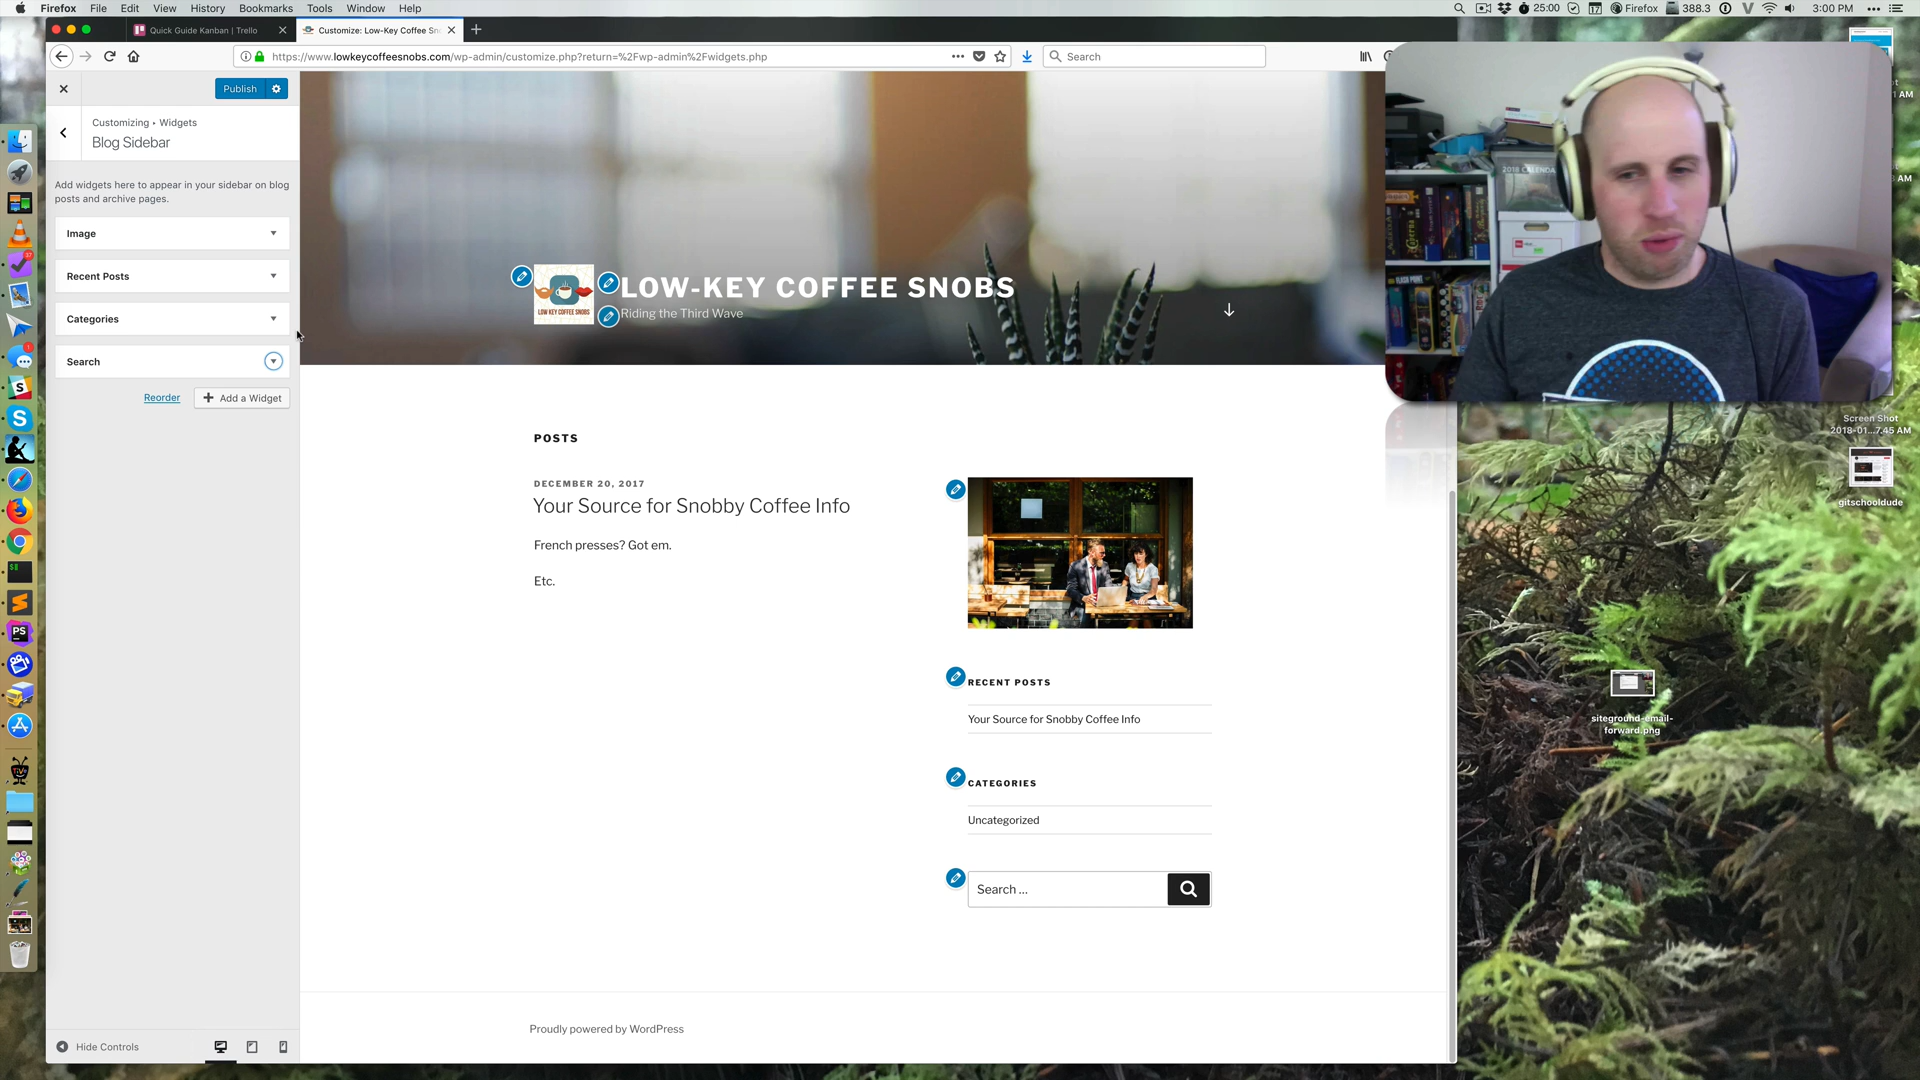 Firefox File Edit View History Bookmarks Tools Window Help
25:00 17 Firefox 388.3 3:00 PM
Quick Guide Kanban | Trello
Customize: Low-Key Coffee Sn
https://www.lowkeycoffeesnobs.com/wp-admin/customize.php?return=%2Fwp-admin%2Fwidgets.php
Search
Publish
Customizing ▸ Widgets
Blog Sidebar
Add widgets here to appear in your sidebar on blog
posts and archive pages.
Image
Recent Posts
Categories
Search
Reorder
Add a Widget
Hide Controls
LOW KEY COFFEE SNOBS
LOW-KEY COFFEE SNOBS
Riding the Third Wave
POSTS
DECEMBER 20, 2017
Your Source for Snobby Coffee Info
French presses? Got em.
Etc.
RECENT POSTS
Your Source for Snobby Coffee Info
CATEGORIES
Uncategorized
Search …
Proudly powered by WordPress
2018 CALENDA
AM
AM
Screen Shot
2018-01...7.45 AM
gitschooldude
siteground-email-
forward.png